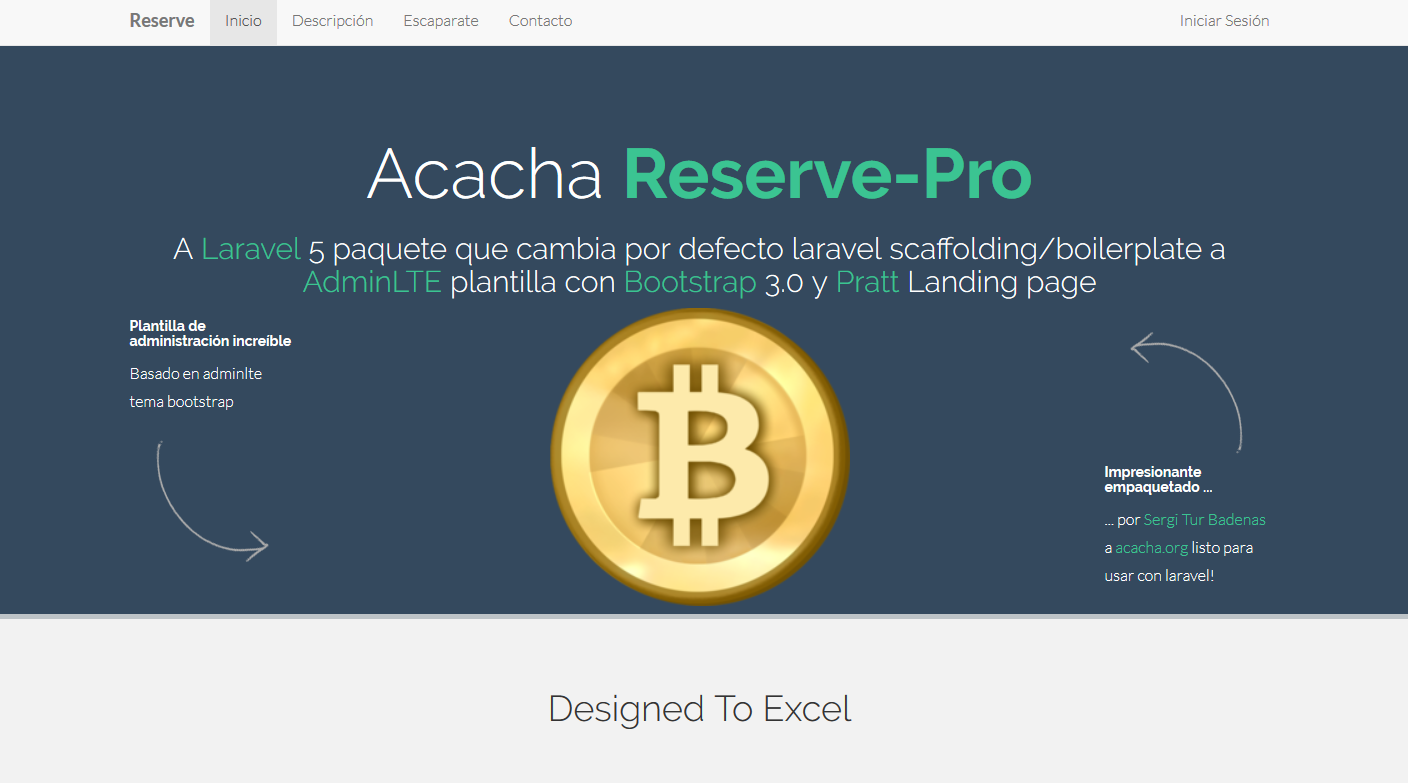 Reserve Inicio Descripción Escaparate Contacto Iniciar Sesión
Acacha Reserve-Pro
A Laravel 5 paquete que cambia por defecto laravel scaffolding/boilerplate a
AdminLTE plantilla con Bootstrap 3.0 y Pratt Landing page
Plantilla de
administración increíble
Basado en adminlte
tema bootstrap
Impresionante
empaquetado ...
... por Sergi Tur Badenas
a acacha.org listo para
usar con laravel!
Designed To Excel